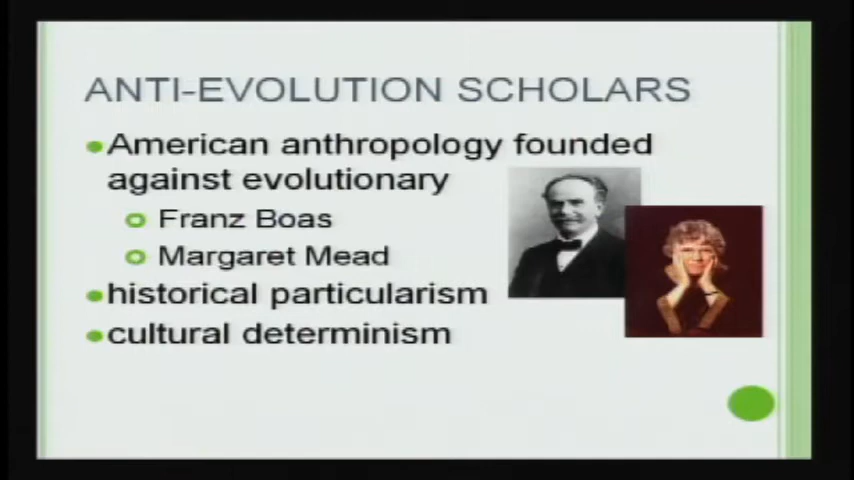 ANTI-EVOLUTION SCHOLARS
American anthropology founded
against evolutionary
Franz Boas
Margaret Mead
historical particularism
cultural determinism